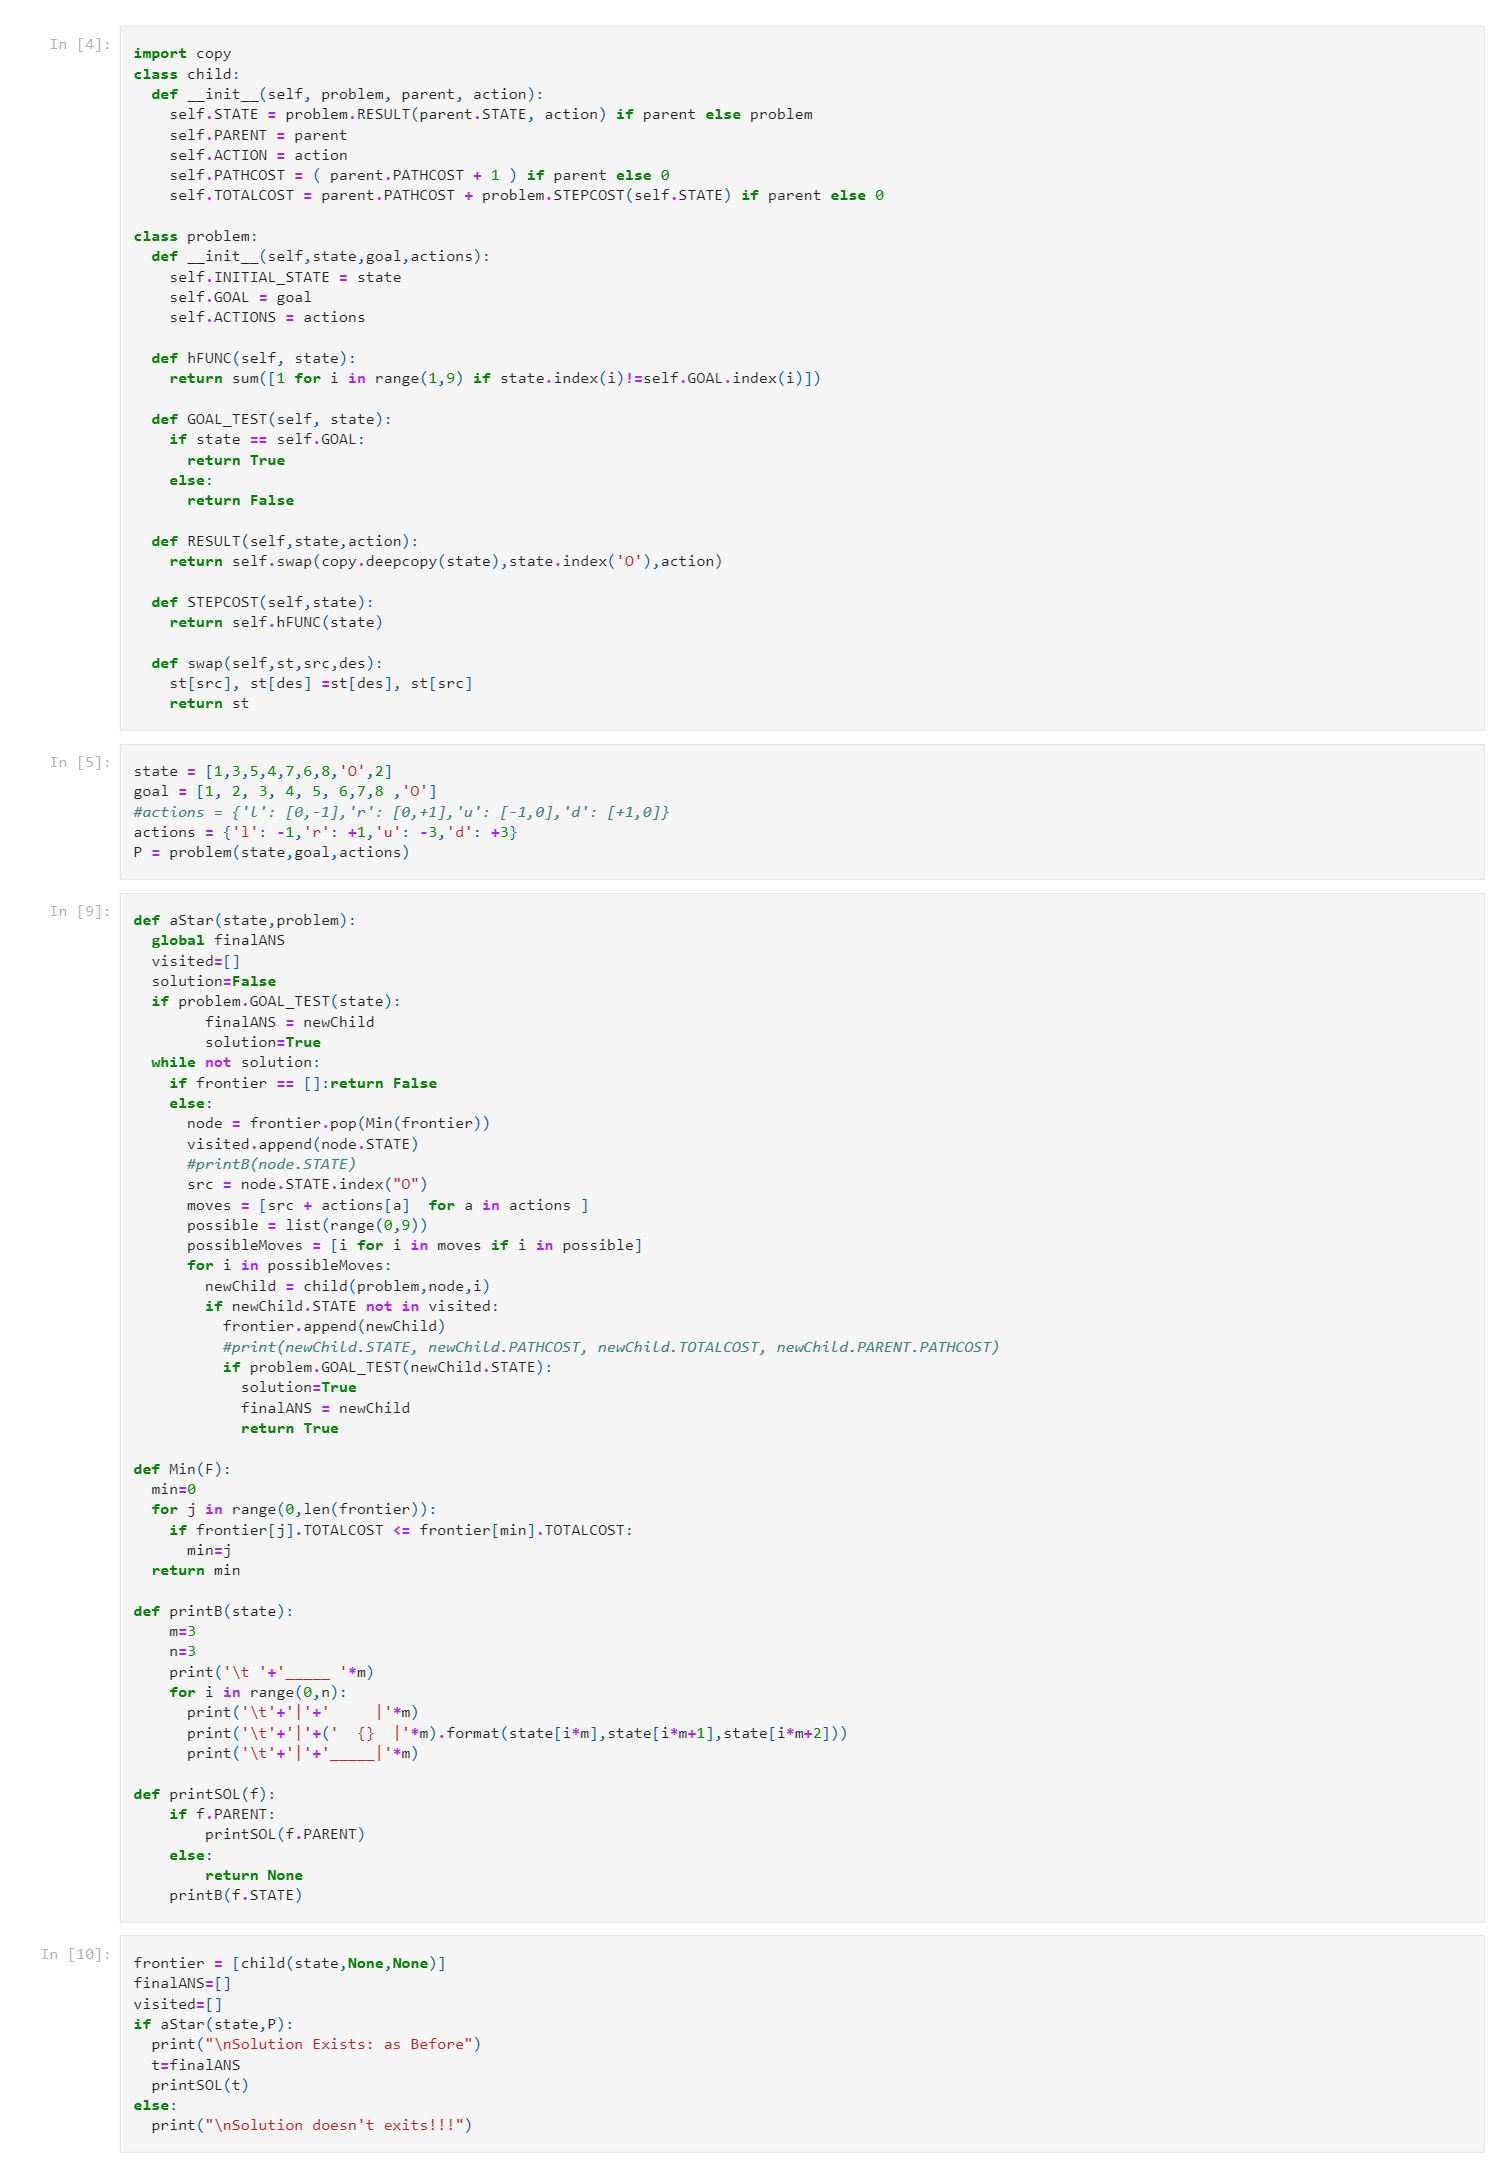 In [4]:
import copy
class child:
  def __init__(self, problem, parent, action):
    self.STATE = problem.RESULT(parent.STATE, action) if parent else problem
    self.PARENT = parent
    self.ACTION = action
    self.PATHCOST = ( parent.PATHCOST + 1 ) if parent else 0
    self.TOTALCOST = parent.PATHCOST + problem.STEPCOST(self.STATE) if parent else 0

class problem:
  def __init__(self,state,goal,actions):
    self.INITIAL_STATE = state
    self.GOAL = goal
    self.ACTIONS = actions

  def hFUNC(self, state):
    return sum([1 for i in range(1,9) if state.index(i)!=self.GOAL.index(i)])

  def GOAL_TEST(self, state):
    if state == self.GOAL:
      return True
    else:
      return False

  def RESULT(self,state,action):
    return self.swap(copy.deepcopy(state),state.index('O'),action)

  def STEPCOST(self,state):
    return self.hFUNC(state)

  def swap(self,st,src,des):
    st[src], st[des] =st[des], st[src]
    return st

In [5]:
state = [1,3,5,4,7,6,8,'O',2]
goal = [1, 2, 3, 4, 5, 6,7,8 ,'O']
#actions = {'l': [0,-1],'r': [0,+1],'u': [-1,0],'d': [+1,0]}
actions = {'l': -1,'r': +1,'u': -3,'d': +3}
P = problem(state,goal,actions)

In [9]:
def aStar(state,problem):
  global finalANS
  visited=[]
  solution=False
  if problem.GOAL_TEST(state):
        finalANS = newChild
        solution=True
  while not solution:
    if frontier == []:return False
    else:
      node = frontier.pop(Min(frontier))
      visited.append(node.STATE)
      #printB(node.STATE)
      src = node.STATE.index("O")
      moves = [src + actions[a]  for a in actions ]
      possible = list(range(0,9))
      possibleMoves = [i for i in moves if i in possible]
      for i in possibleMoves:
        newChild = child(problem,node,i)
        if newChild.STATE not in visited:
          frontier.append(newChild)
          #print(newChild.STATE, newChild.PATHCOST, newChild.TOTALCOST, newChild.PARENT.PATHCOST)
          if problem.GOAL_TEST(newChild.STATE):
            solution=True
            finalANS = newChild
            return True

def Min(F):
  min=0
  for j in range(0,len(frontier)):
    if frontier[j].TOTALCOST <= frontier[min].TOTALCOST:
      min=j
  return min

def printB(state):
    m=3
    n=3
    print('\t '+'_____ '*m)
    for i in range(0,n):
      print('\t'+'|'+'     |'*m)
      print('\t'+'|'+('  {}  |'*m).format(state[i*m],state[i*m+1],state[i*m+2]))
      print('\t'+'|'+'_____|'*m)

def printSOL(f):
    if f.PARENT:
        printSOL(f.PARENT)
    else:
        return None
    printB(f.STATE)

In [10]:
frontier = [child(state,None,None)]
finalANS=[]
visited=[]
if aStar(state,P):
  print("\nSolution Exists: as Before")
  t=finalANS
  printSOL(t)
else:
  print("\nSolution doesn't exits!!!")